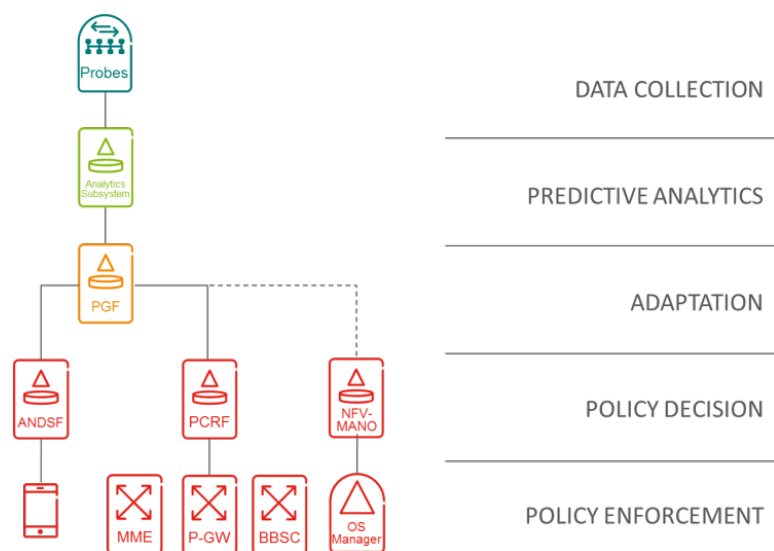 Probes
DATA COLLECTION
Analytics
Subsystem
PREDICTIVE ANALYTICS
PGF
ADAPTATION
ANDSF
PCRF
NFV-
MANO
POLICY DECISION
MME
P-GW
BBSC
OS
Manager
POLICY ENFORCEMENT